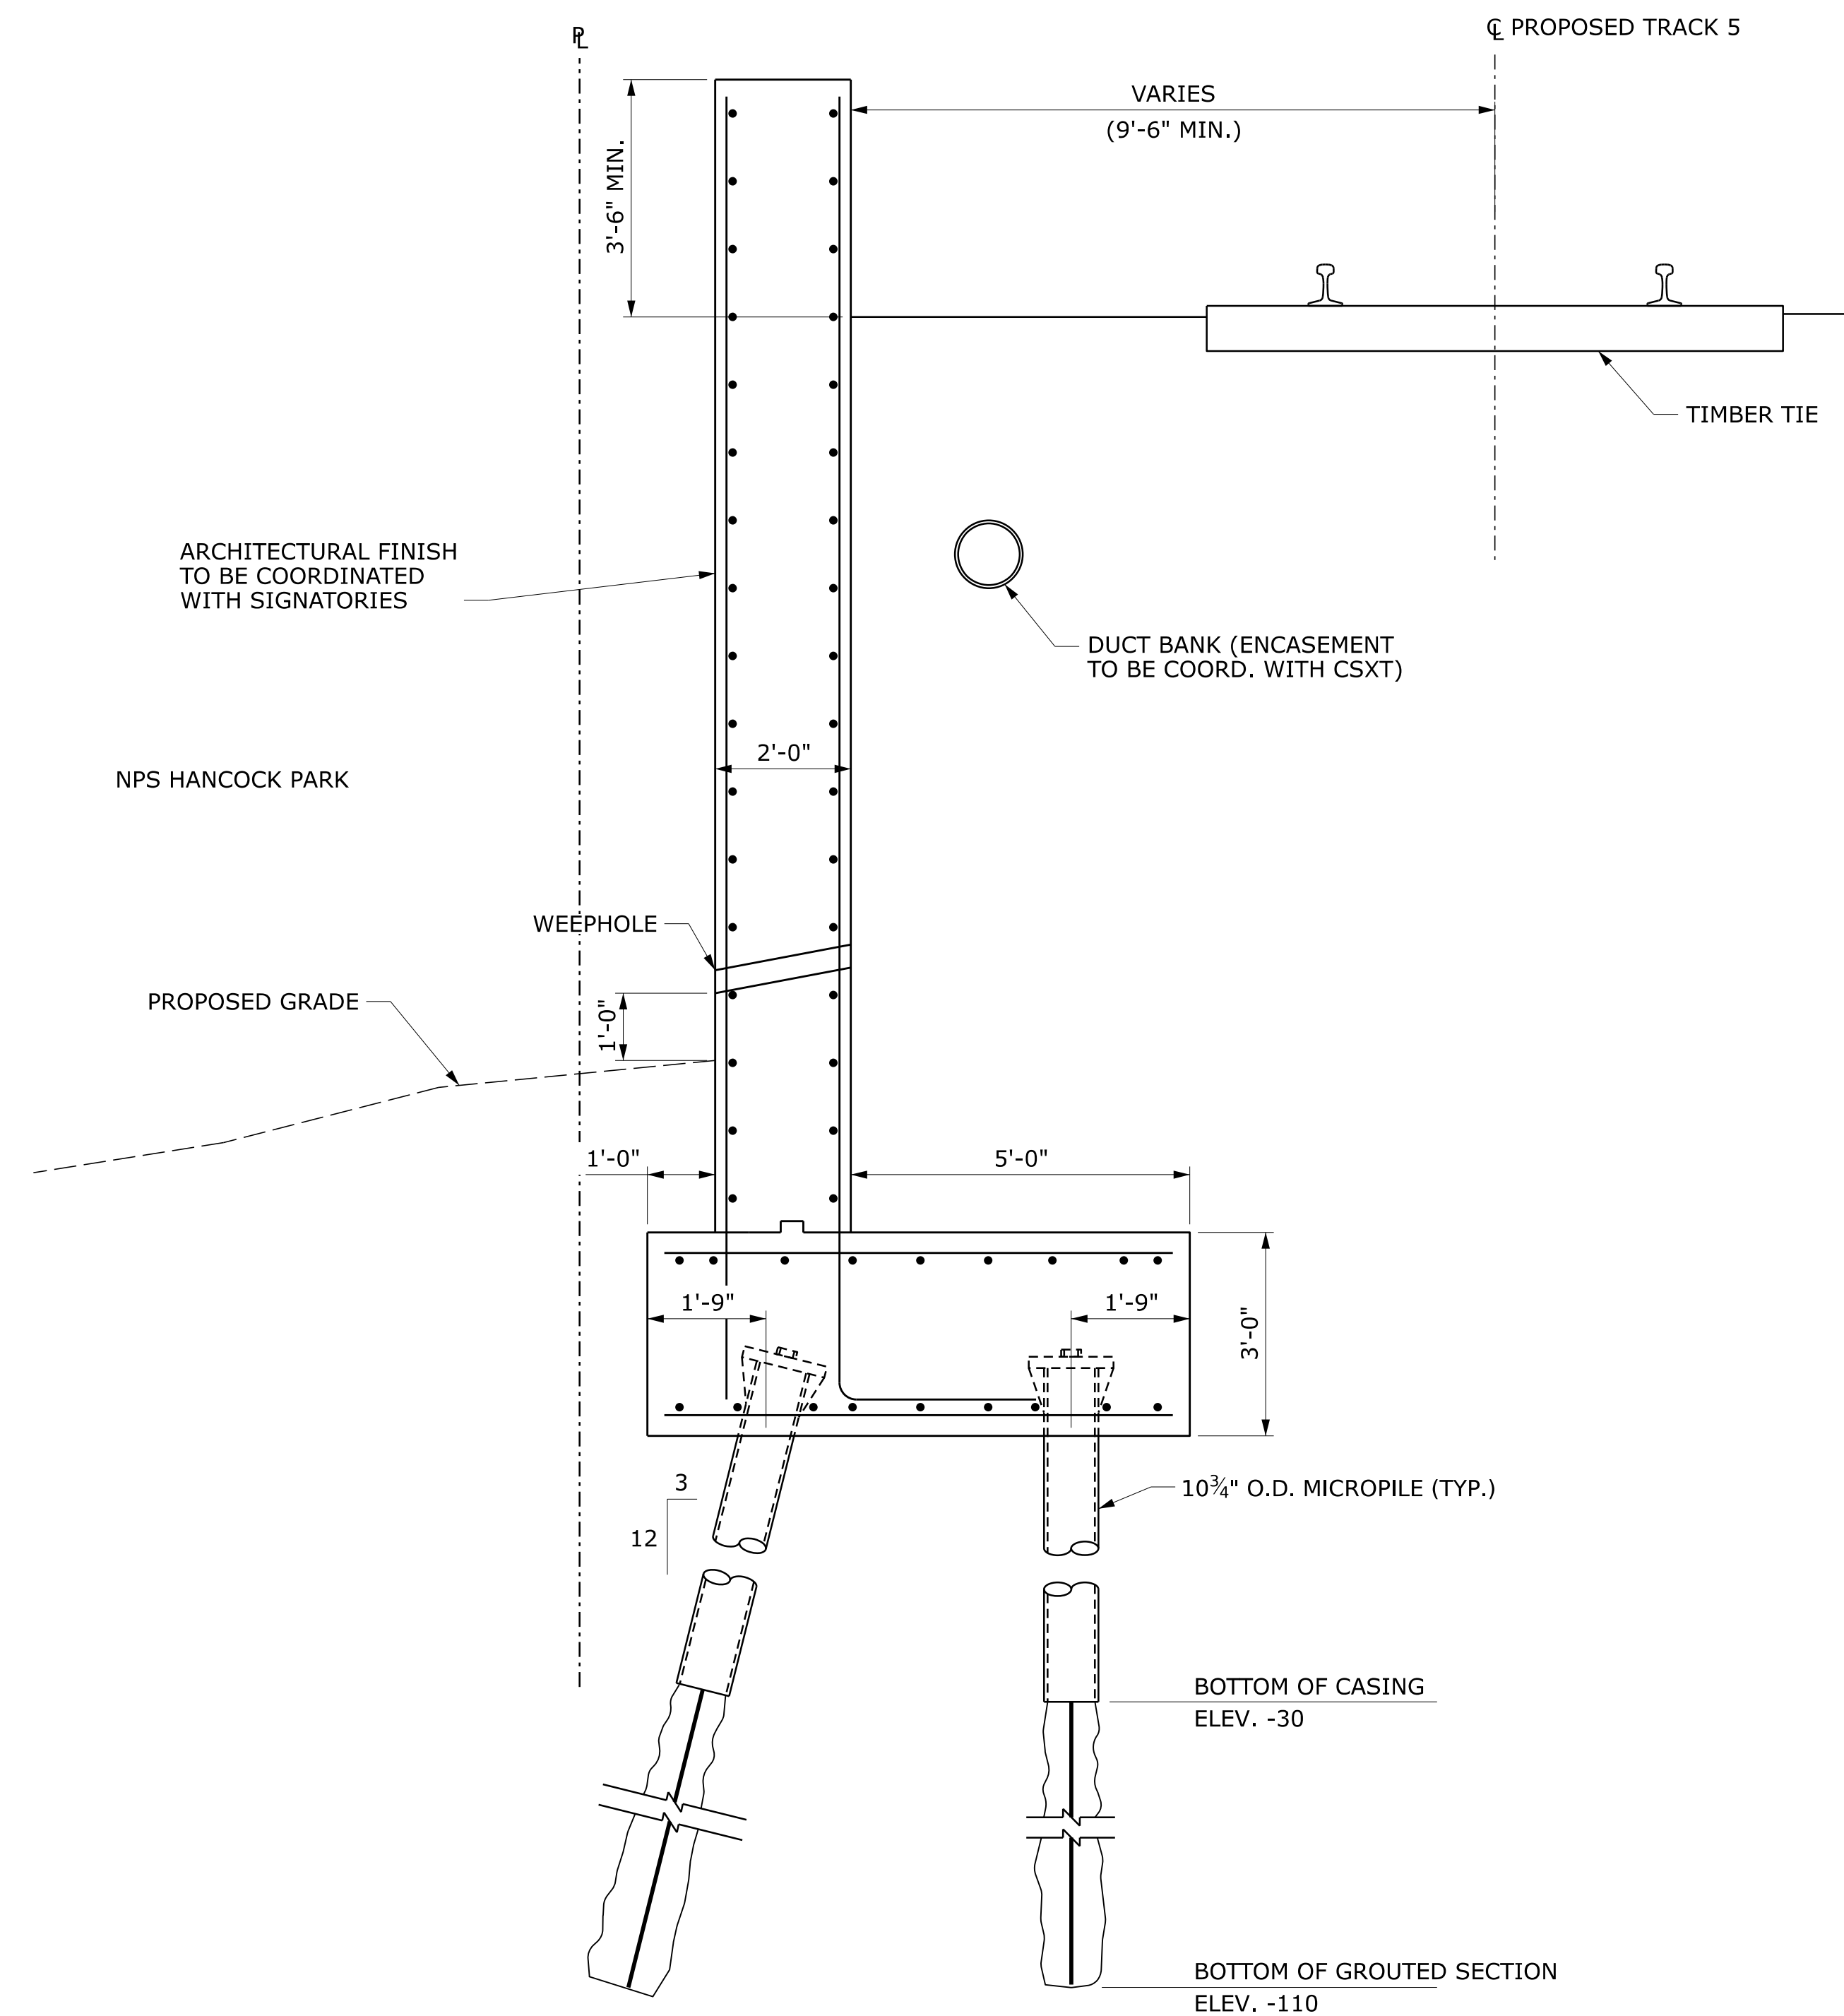 PL
CL PROPOSED TRACK 5
VARIES
(9'-6" MIN.)
3'-6" MIN.
TIMBER TIE
ARCHITECTURAL FINISH
TO BE COORDINATED
WITH SIGNATORIES
DUCT BANK (ENCASEMENT
TO BE COORD. WITH CSXT)
2'-0"
NPS HANCOCK PARK
WEEPHOLE
PROPOSED GRADE
1'-0"
1'-0"
5'-0"
1'-9"
1'-9"
3'-0"
3
12
10¾" O.D. MICROPILE (TYP.)
BOTTOM OF CASING
ELEV. -30
BOTTOM OF GROUTED SECTION
ELEV. -110